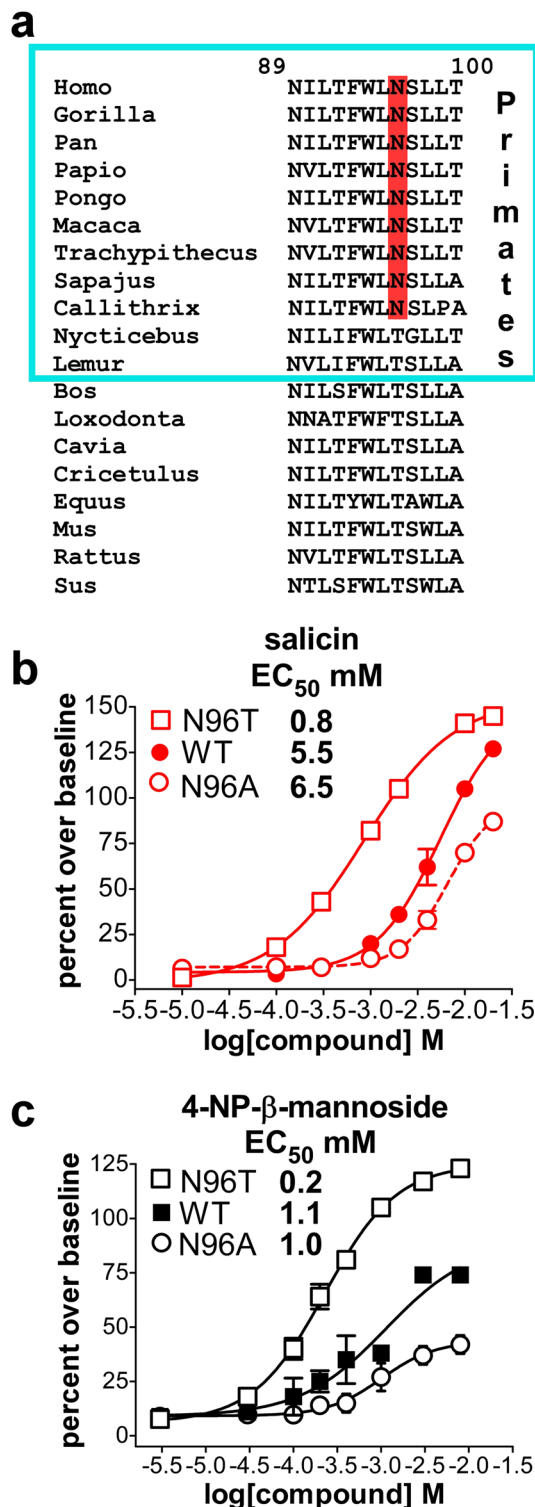 a
89 100
Homo NILTFWLNSLLT
Gorilla NILTFWLNSLLT
Pan NILTFWLNSLLT
Papio NVLTFWLNSLLT
Pongo NILTFWLNSLLT
Macaca NVLTFWLNSLLT
Trachypithecus NVLTFWLNSLLT
Sapajus NILTFWLNSLLA
Callithrix NILTFWLNSLPA
Nycticebus NILIFWLTGLLT
Lemur NVLIFWLTSLLA
Primates
Bos NILSFWLTSLLA
Loxodonta NNATFWFTSLLA
Cavia NILTFWLTSLLA
Cricetulus NILTFWLTSLLA
Equus NILTYWLTAWLA
Mus NILTFWLTSWLA
Rattus NVLTFWLTSLLA
Sus NTLSFWLTSWLA
b
salicin
EC50 mM
N96T 0.8
WT 5.5
N96A 6.5
percent over baseline
150
125
100
75
50
25
0
-5.5 -5.0 -4.5 -4.0 -3.5 -3.0 -2.5 -2.0 -1.5
log[compound] M
c
4-NP-β-mannoside
EC50 mM
N96T 0.2
WT 1.1
N96A 1.0
percent over baseline
125
100
75
50
25
0
-5.5 -5.0 -4.5 -4.0 -3.5 -3.0 -2.5 -2.0 -1.5
log[compound] M